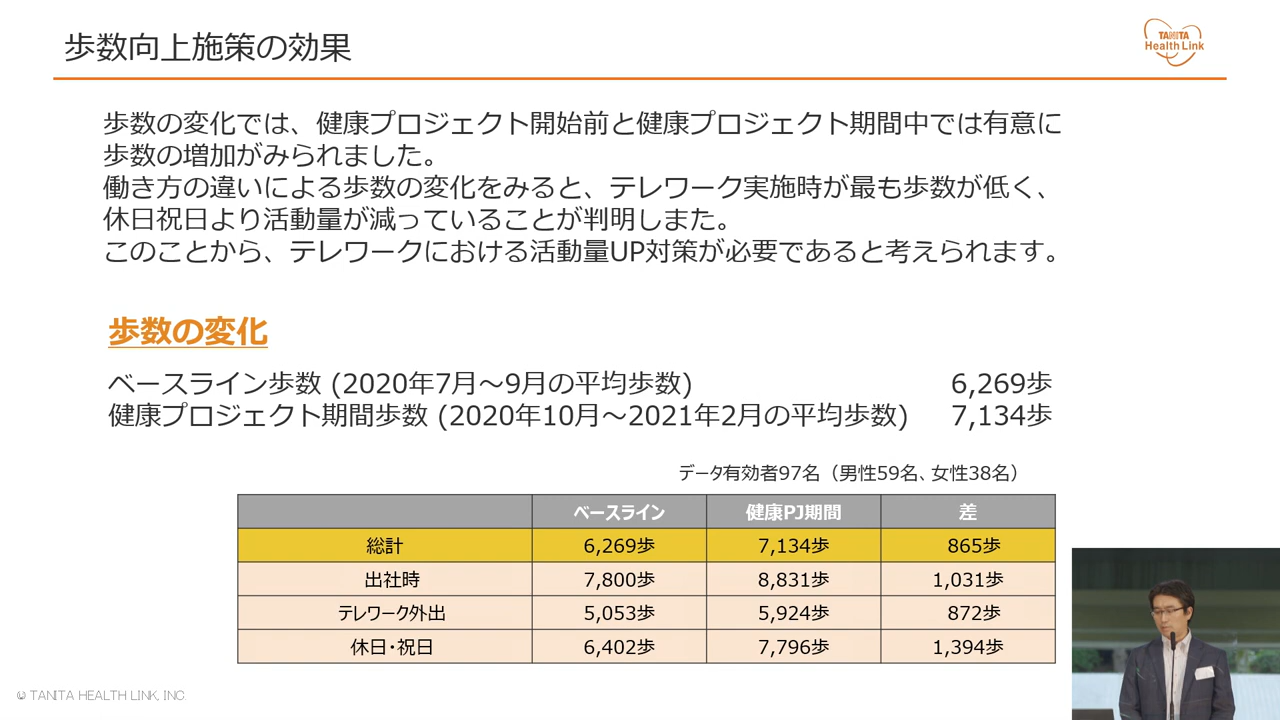 歩数向上施策の効果
TANITA
Health Link
歩数の変化では、健康プロジェクト開始前と健康プロジェクト期間中では有意に
歩数の増加がみられました。
働き方の違いによる歩数の変化をみると、テレワーク実施時が最も歩数が低く、
休日祝日より活動量が減っていることが判明しまた。
このことから、テレワークにおける活動量UP対策が必要であると考えられます。
歩数の変化
ベースライン歩数 (2020年7月～9月の平均歩数) 6,269歩
健康プロジェクト期間歩数 (2020年10月～2021年2月の平均歩数) 7,134歩
データ有効者97名（男性59名、女性38名）
ベースライン 健康PJ期間 差
総計 6,269歩 7,134歩 865歩
出社時 7,800歩 8,831歩 1,031歩
テレワーク外出 5,053歩 5,924歩 872歩
休日・祝日 6,402歩 7,796歩 1,394歩
© TANITA HEALTH LINK, INC.